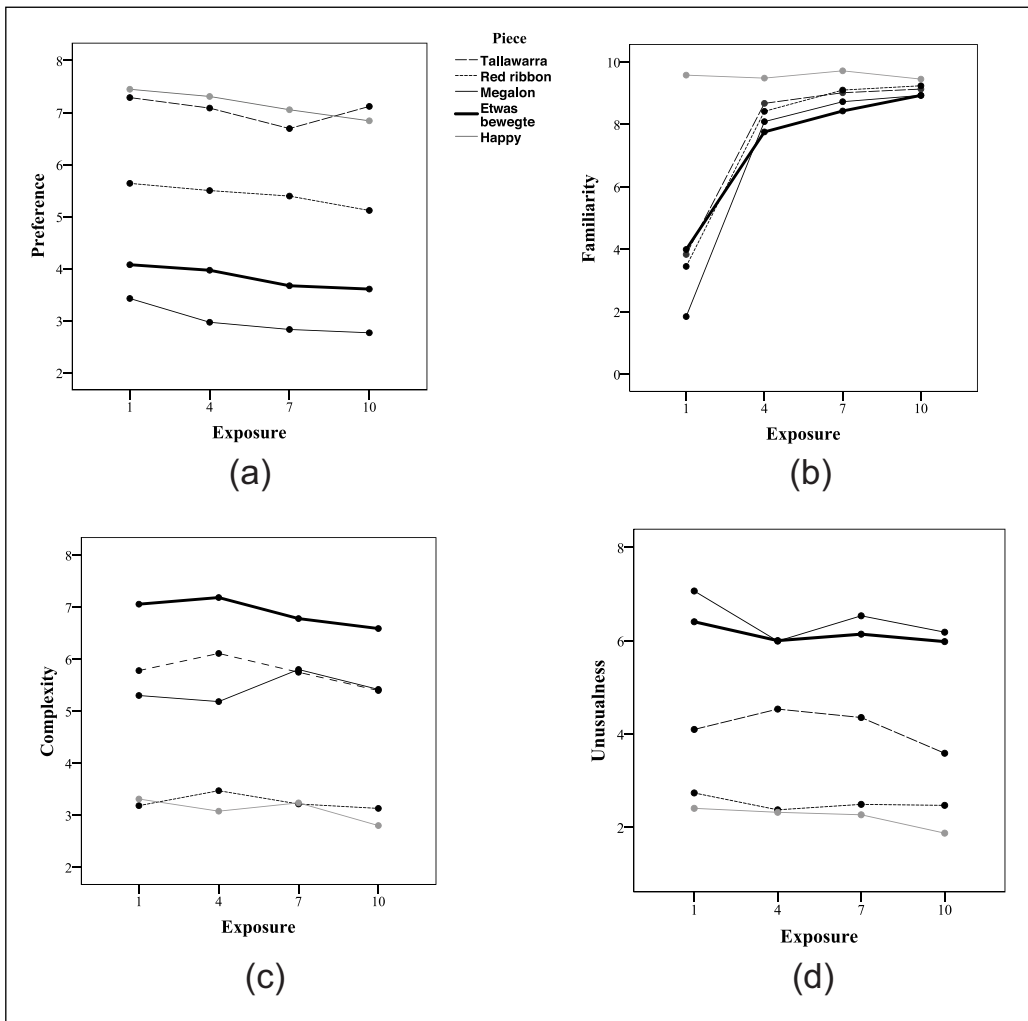 Piece
Tallawarra
Red ribbon
Megalon
Etwas
bewegte
Happy
8
7
6
5
4
3
2
Preference
1 4 7 10
Exposure
(a)
10
8
6
4
2
0
Familiarity
1 4 7 10
Exposure
(b)
8
7
6
5
4
3
2
Complexity
1 4 7 10
Exposure
(c)
8
6
4
2
Unusualness
1 4 7 10
Exposure
(d)